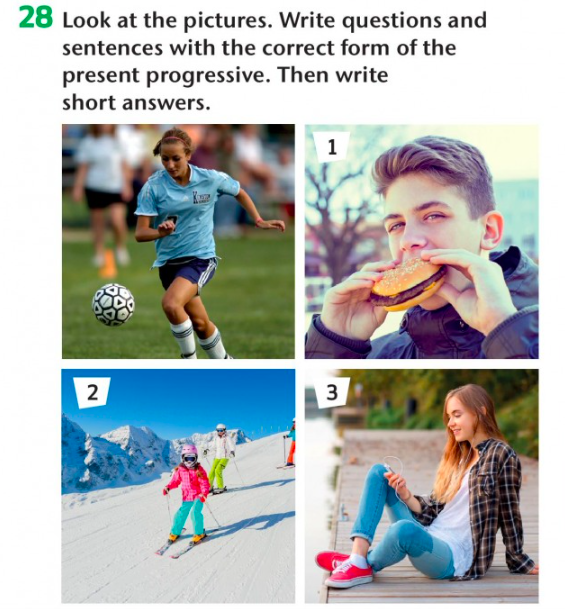 28 Look at the pictures. Write questions and
sentences with the correct form of the
present progressive. Then write
short answers.
1
2
3